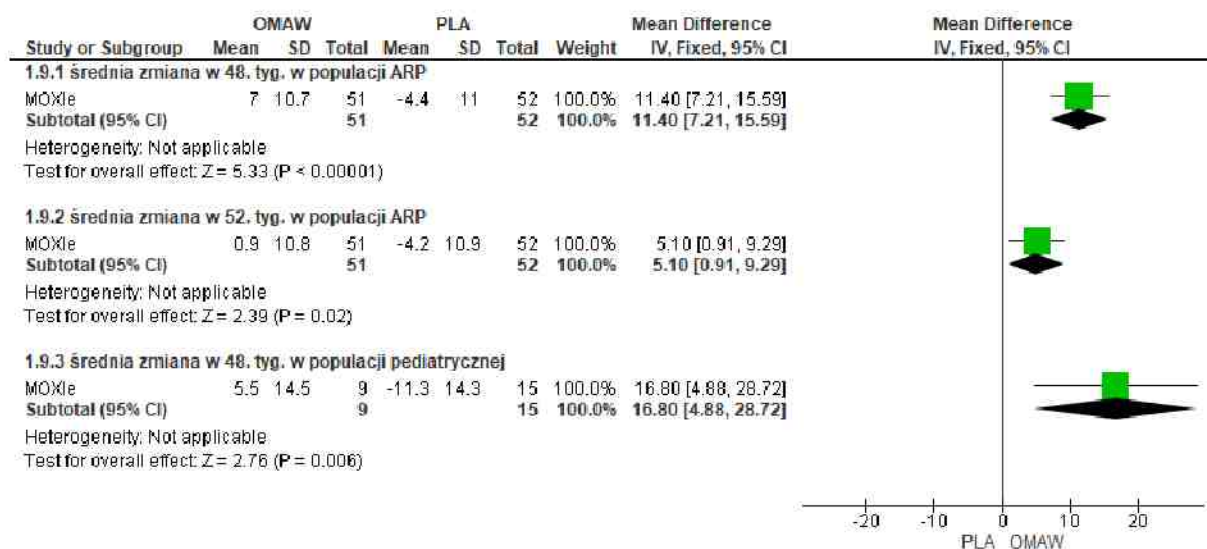 OMAW PLA Mean Difference Mean Difference
Study or Subgroup Mean SD Total Mean SD Total Weight IV, Fixed, 95% CI IV, Fixed, 95% CI
1.9.1 średnia zmiana w 48. tyg. w populacji ARP
MOXIe 7 10.7 51 -4.4 11 52 100.0% 11.40 [7.21, 15.59]
Subtotal (95% CI) 51 52 100.0% 11.40 [7.21, 15.59]
Heterogeneity: Not applicable
Test for overall effect: Z = 5.33 (P < 0.00001)
1.9.2 średnia zmiana w 52. tyg. w populacji ARP
MOXIe 0.9 10.8 51 -4.2 10.9 52 100.0% 5.10 [0.91, 9.29]
Subtotal (95% CI) 51 52 100.0% 5.10 [0.91, 9.29]
Heterogeneity: Not applicable
Test for overall effect: Z = 2.39 (P = 0.02)
1.9.3 średnia zmiana w 48. tyg. w populacji pediatrycznej
MOXIe 5.5 14.5 9 -11.3 14.3 15 100.0% 16.80 [4.88, 28.72]
Subtotal (95% CI) 9 15 100.0% 16.80 [4.88, 28.72]
Heterogeneity: Not applicable
Test for overall effect: Z = 2.76 (P = 0.006)
-20 -10 0 10 20
PLA OMAW